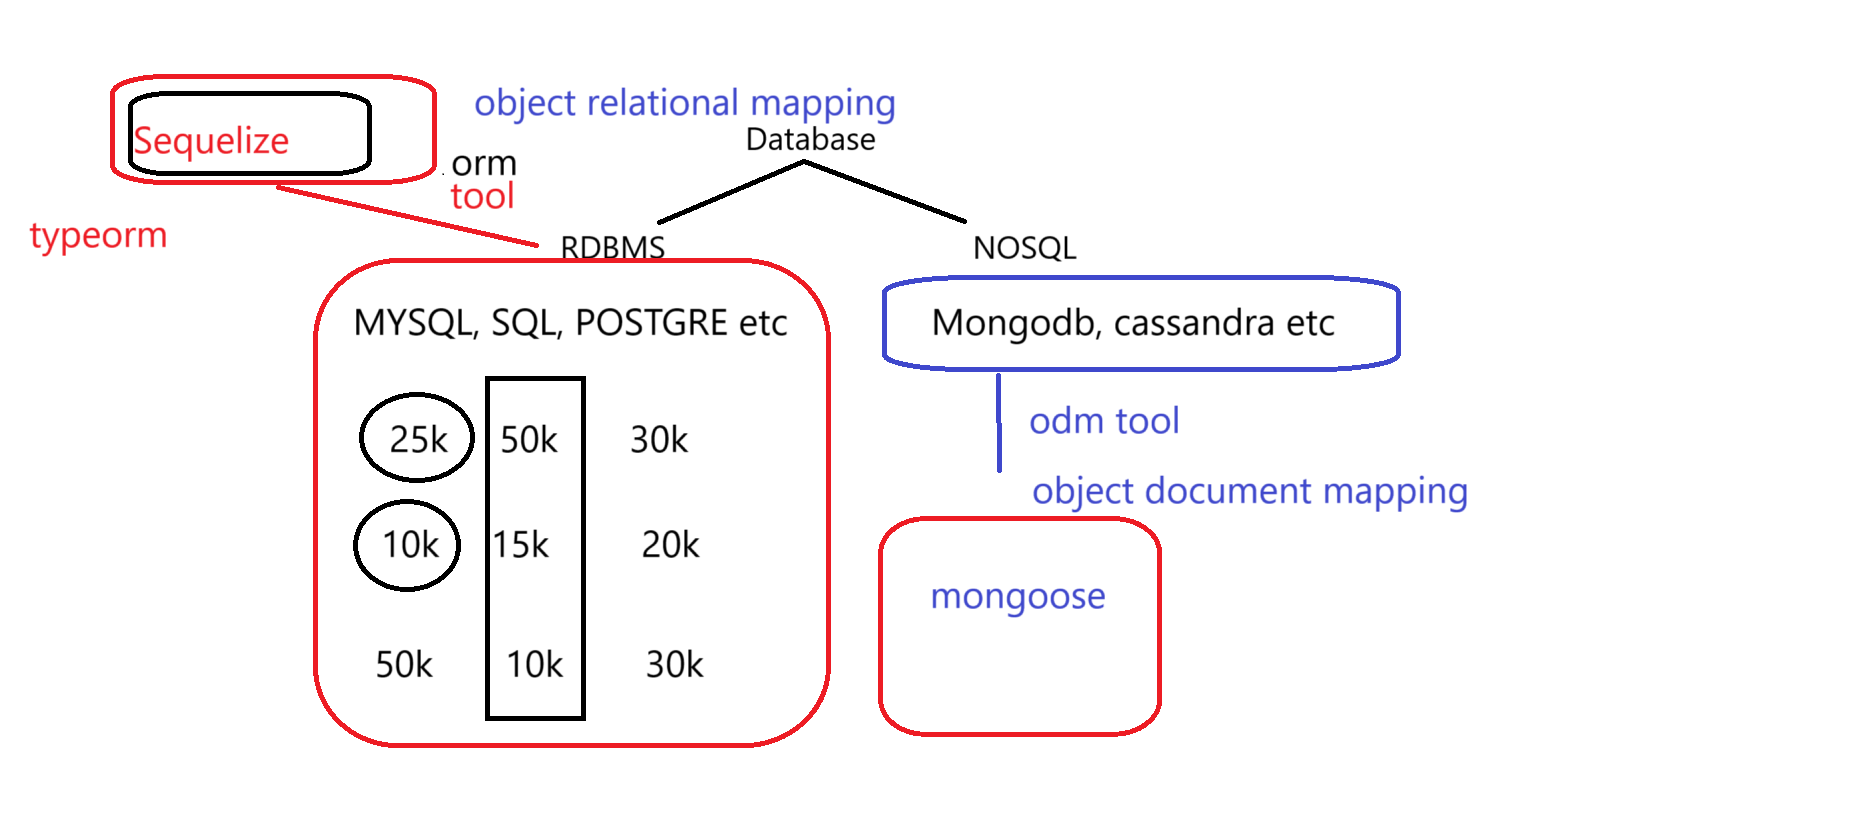 object relational mapping
Database
Sequelize
orm
tool
typeorm
RDBMS
NOSQL
MYSQL, SQL, POSTGRE etc
Mongodb, cassandra etc
25k 50k 30k
10k 15k 20k
50k 10k 30k
odm tool
object document mapping
mongoose